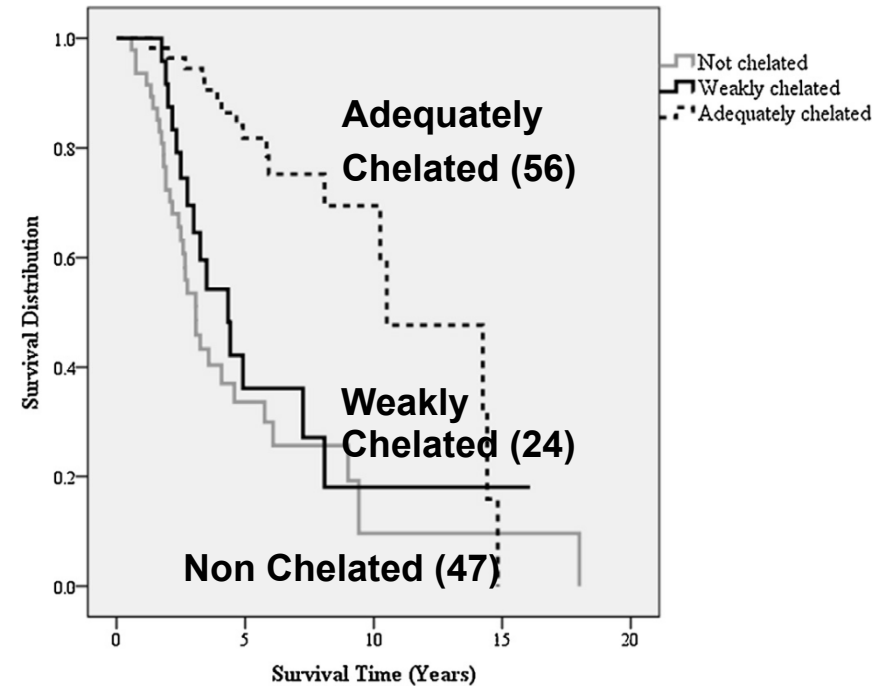 1.0
0.8
0.6
0.4
0.2
0.0
Survival Distribution
0
5
10
15
20
Survival Time (Years)
Not chelated
Weakly chelated
Adequately chelated
Adequately
Chelated (56)
Weakly
Chelated (24)
Non Chelated (47)